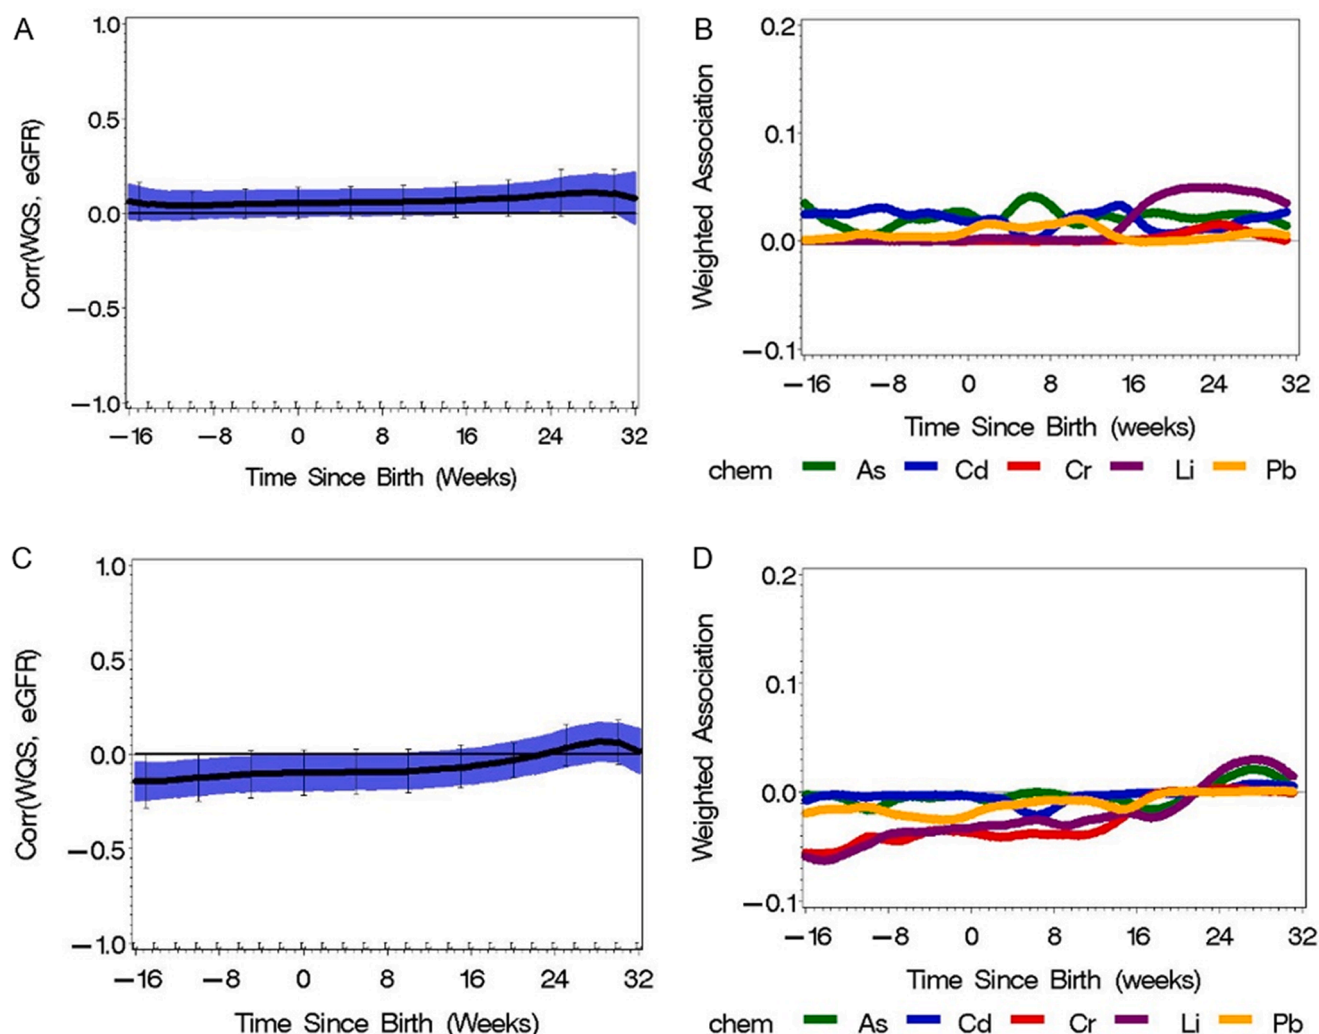 A
1.0
0.5
0.0
−0.5
−1.0
Corr(WQS, eGFR)
−16 −8 0 8 16 24 32
Time Since Birth (Weeks)
B
0.2
0.1
0.0
−0.1
Weighted Association
−16 −8 0 8 16 24 32
Time Since Birth (weeks)
chem As Cd Cr Li Pb
C
1.0
0.5
0.0
−0.5
−1.0
Corr(WQS, eGFR)
−16 −8 0 8 16 24 32
Time Since Birth (Weeks)
D
0.2
0.1
0.0
−0.1
Weighted Association
−16 −8 0 8 16 24 32
Time Since Birth (weeks)
chem As Cd Cr Li Pb